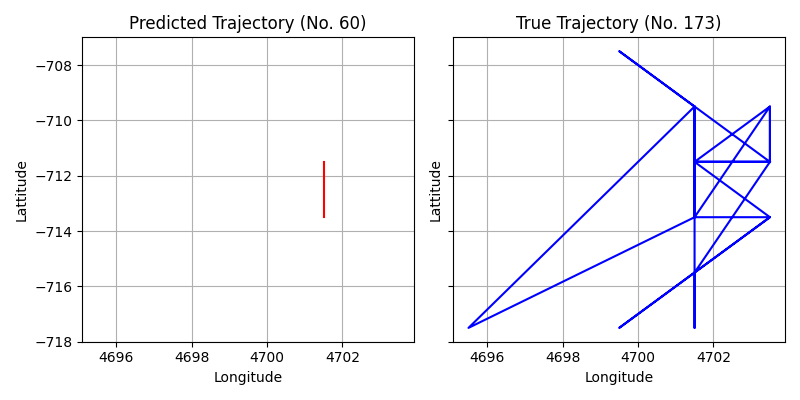 Predicted Trajectory (No. 60)
True Trajectory (No. 173)
−708
−710
−712
−714
−716
−718
Lattitude
Lattitude
4696
4698
4700
4702
4696
4698
4700
4702
Longitude
Longitude